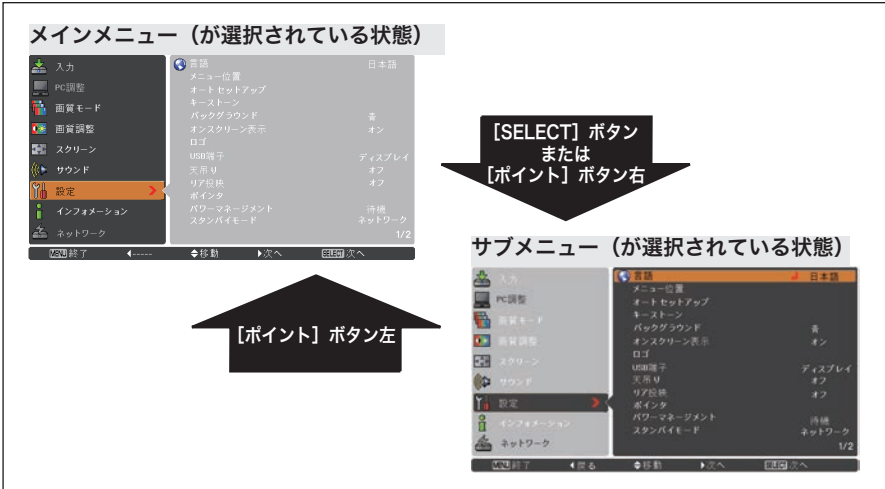 メインメニュー（が選択されている状態）
入力
PC調整
画質モード
画質調整
スクリーン
サウンド
設定
インフォメーション
ネットワーク
言語 日本語
メニュー位置
オートセットアップ
キーストーン
バックグラウンド 青
オンスクリーン表示 オン
ロゴ
USB端子 ディスプレイ
天吊り オフ
リア投映 オフ
ポインタ
パワーマネージメント 待機
スタンバイモード ネットワーク
1/2
MENU 終了 ◀----- ◆移動 ▶次へ SELECT 次へ
［SELECT］ボタン
または
［ポイント］ボタン右
［ポイント］ボタン左
サブメニュー（が選択されている状態）
入力
PC調整
画質モード
画質調整
スクリーン
サウンド
設定
インフォメーション
ネットワーク
言語 日本語
メニュー位置
オートセットアップ
キーストーン
バックグラウンド 青
オンスクリーン表示 オン
ロゴ
USB端子 ディスプレイ
天吊り オフ
リア投映 オフ
ポインタ
パワーマネージメント 待機
スタンバイモード ネットワーク
1/2
MENU 終了 ◀戻る ◆移動 ▶次へ SELECT 次へ